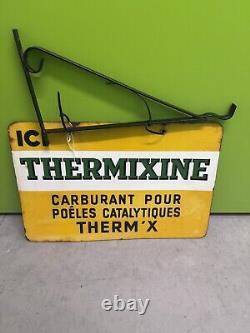 ICI
THERMIXINE
CARBURANT POUR
POÊLES CATALYTIQUES
THERM'X